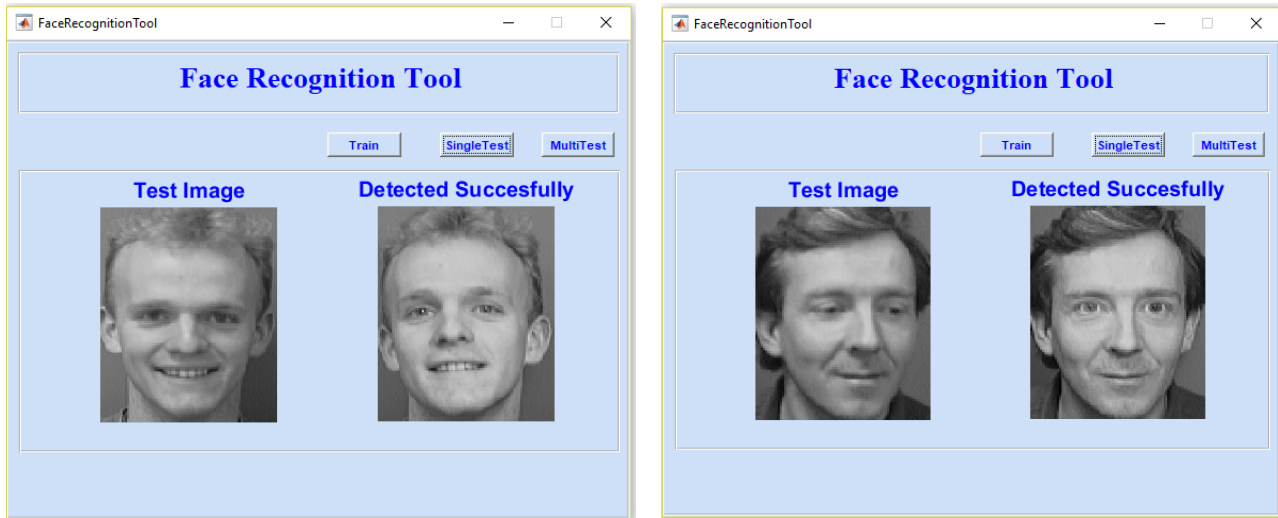 FaceRecognitionTool
Face Recognition Tool
Train SingleTest MultiTest
Test Image Detected Succesfully
FaceRecognitionTool
Face Recognition Tool
Train SingleTest MultiTest
Test Image Detected Succesfully